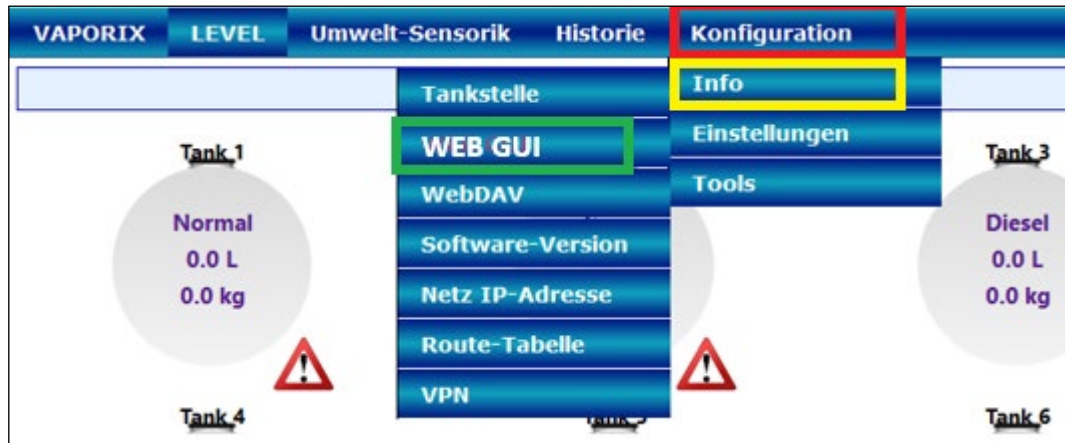 VAPORIX LEVEL Umwelt-Sensorik Historie Konfiguration
Tankstelle
WEB GUI
WebDAV
Software-Version
Netz IP-Adresse
Route-Tabelle
VPN
Info
Einstellungen
Tools
Tank 1
Normal
0.0 L
0.0 kg
Tank 3
Diesel
0.0 L
0.0 kg
Tank 4
Tank 6